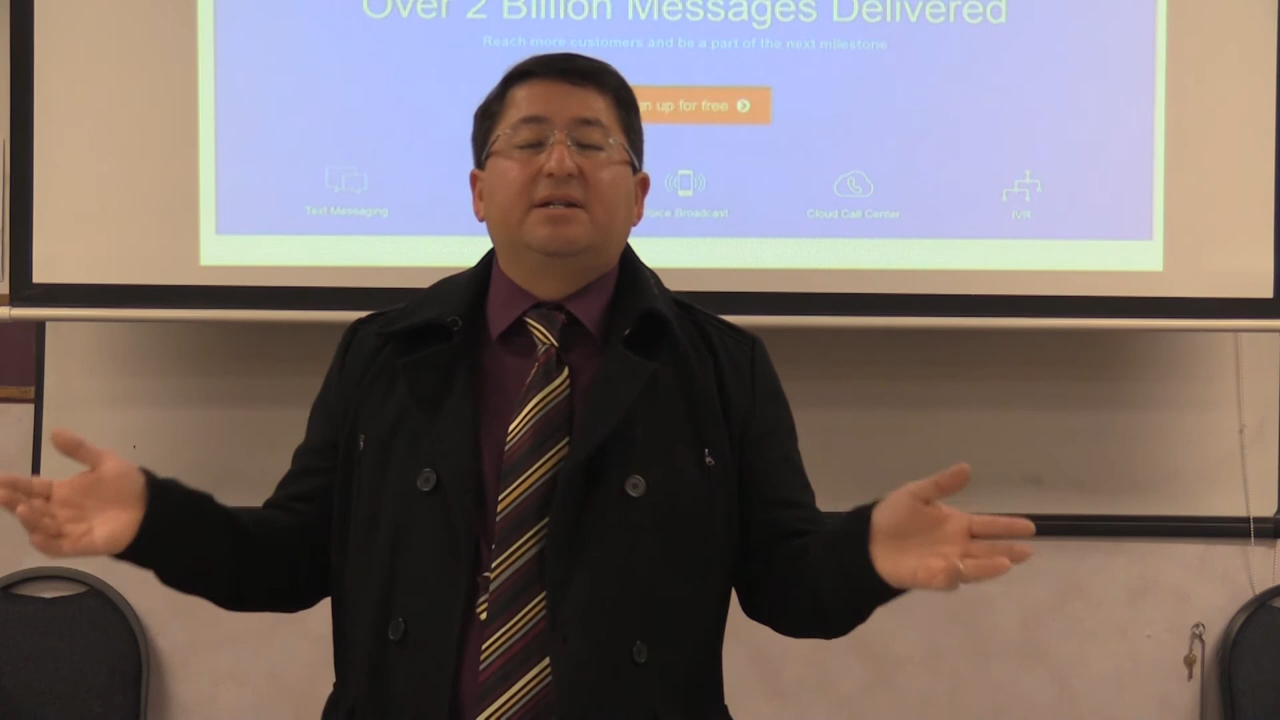 Over 2 Billion Messages Delivered
Reach more customers and be a part of the next milestone
up for free
Text Messaging
Broadcast
Cloud Call Center
IVR